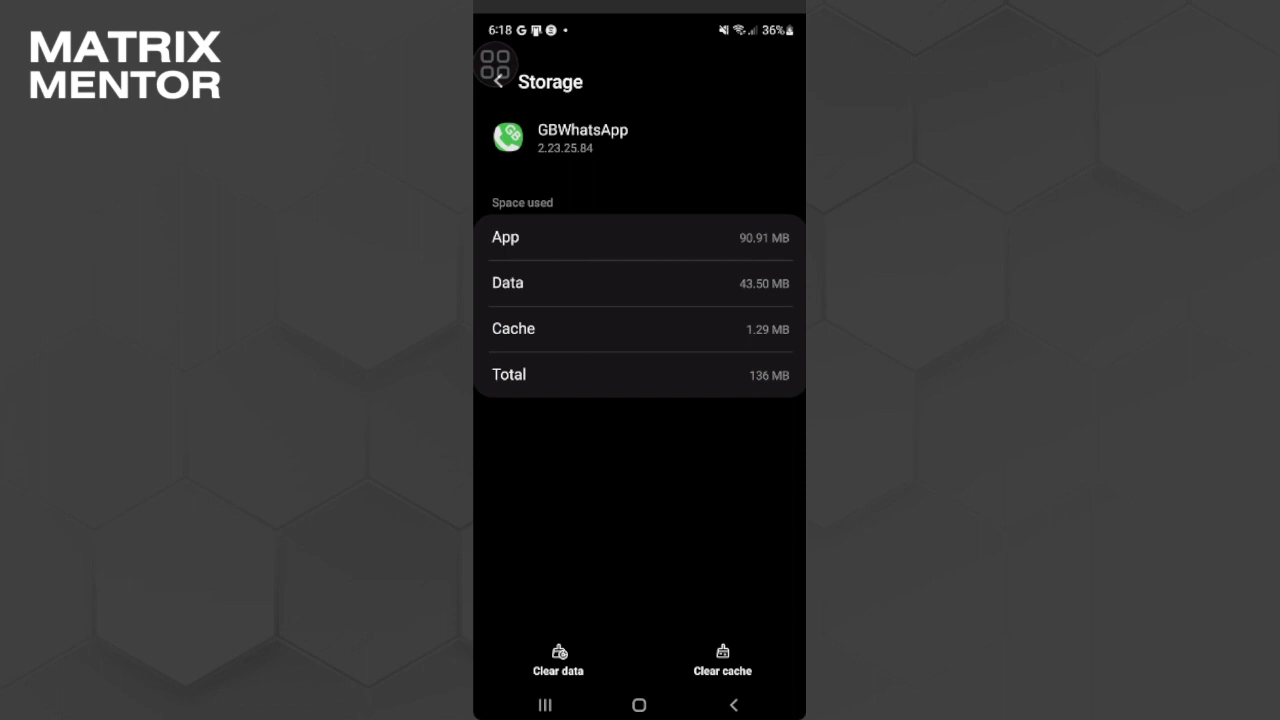 MATRIX
MENTOR
6:18 36%
Storage
GBWhatsApp
2.23.25.84
Space used
App 90.91 MB
Data 43.50 MB
Cache 1.29 MB
Total 136 MB
Clear data Clear cache